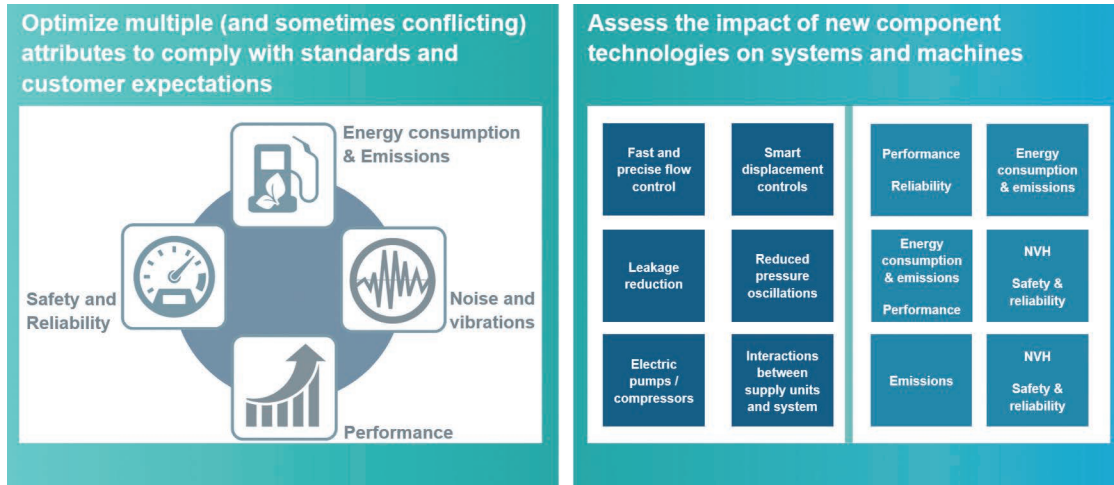 Optimize multiple (and sometimes conflicting)
attributes to comply with standards and
customer expectations
Energy consumption
& Emissions
Safety and
Reliability
Noise and
vibrations
Performance
Assess the impact of new component
technologies on systems and machines
Fast and
precise flow
control
Smart
displacement
controls
Performance
Reliability
Energy
consumption
& emissions
Leakage
reduction
Reduced
pressure
oscillations
Energy
consumption
& emissions
Performance
NVH
Safety &
reliability
Electric
pumps /
compressors
Interactions
between
supply units
and system
Emissions
NVH
Safety &
reliability